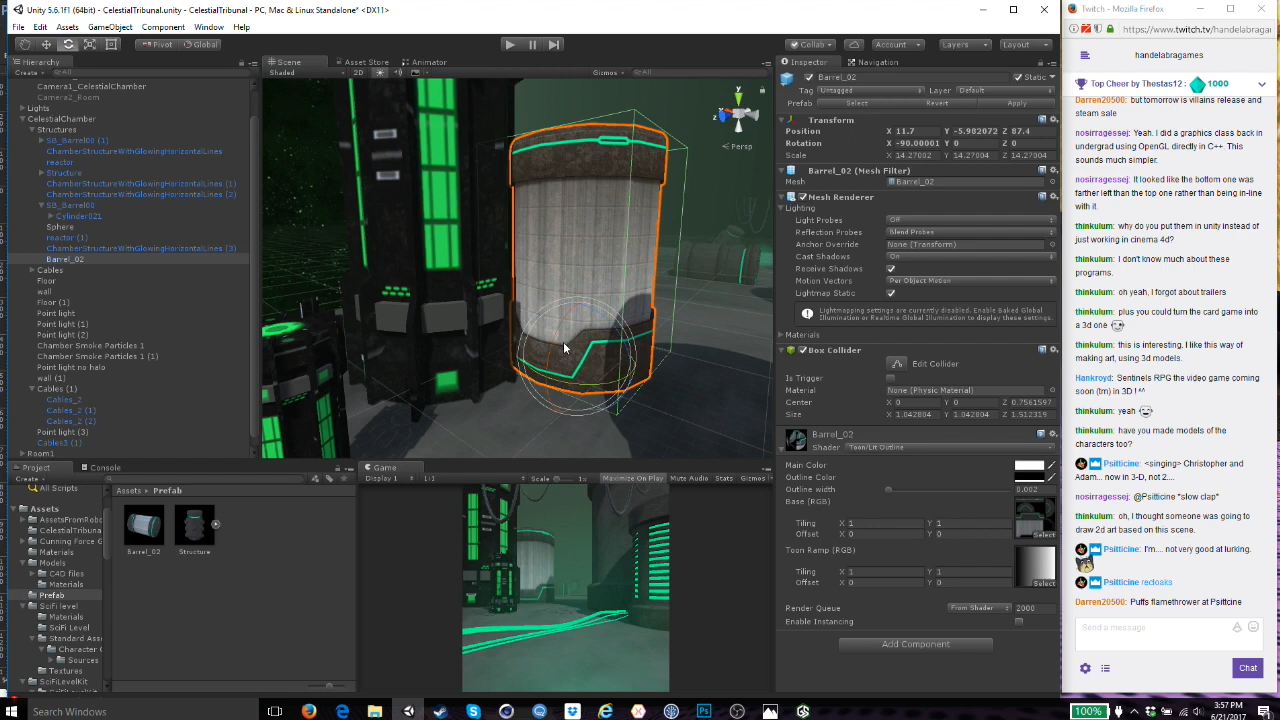 Unity 5.6.1f1 (64bit) - CelestialTribunal.unity - CelestialTribunal - PC, Mac & Linux Standalone* <DX11>
File Edit Assets GameObject Component Window Help
Pivot Global
Collab Account Layers Layout
Hierarchy
Create All
Camera1_CelestialChamber
Camera2_Room
Lights
CelestialChamber
Structures
SB_Barrel00 (1)
ChamberStructureWithGlowingHorizontalLines
reactor
Structure
ChamberStructureWithGlowingHorizontalLines (1)
ChamberStructureWithGlowingHorizontalLines (2)
SB_Barrel00
Cylinder021
Sphere
reactor (1)
ChamberStructureWithGlowingHorizontalLines (3)
Barrel_02
Cables
Floor
wall
Floor (1)
Point light
Point light (1)
Point light (2)
Chamber Smoke Particles 1
Chamber Smoke Particles 1 (1)
Point light no halo
wall (1)
Cables (1)
Cables_2
Cables_2 (1)
Cables_2 (2)
Point light (3)
Cables3 (1)
Room1
Scene Asset Store Animator
Shaded 2D Gizmos All
y
z
Persp
Inspector Navigation
Barrel_02 Static
Tag Untagged Layer Default
Prefab Select Revert Apply
Transform
Position X 11.7 Y -5.982072 Z 87.4
Rotation X -90.00001 Y 0 Z 0
Scale X 14.27002 Y 14.27004 Z 14.27004
Barrel_02 (Mesh Filter)
Mesh Barrel_02
Mesh Renderer
Lighting
Light Probes Off
Reflection Probes Blend Probes
Anchor Override None (Transform)
Cast Shadows On
Receive Shadows
Motion Vectors Per Object Motion
Lightmap Static
Lightmapping settings are currently disabled. Enable Baked Global
Illumination or Realtime Global Illumination to display these settings.
Materials
Box Collider
Edit Collider
Is Trigger
Material None (Physic Material)
Center X 0 Y 0 Z 0.7561597
Size X 1.042804 Y 1.042804 Z 1.512319
Barrel_02
Shader Toon/Lit Outline
Main Color
Outline Color
Outline width 0.002
Base (RGB)
Tiling X 1 Y 1
Offset X 0 Y 0
Select
Toon Ramp (RGB)
Tiling X 1 Y 1
Offset X 0 Y 0
Select
Render Queue From Shader 2000
Enable Instancing
Add Component
Project Console
Create
All Scripts
Assets
AssetsFromRobo
CelestialTribuna
Cunning Force G
Materials
Models
C4D files
Materials
Prefab
SciFi level
Materials
SciFi Level
Standard Asse
Character C
Sources
Textures
SciFiLevelKit
Assets Prefab
Barrel_02 Structure
Game
Display 1 1:1 Scale 1x Maximize On Play Mute Audio Stats Gizmos
Twitch - Mozilla Firefox
https://www.twitch.tv/handelabragan
handelabragames
Top Cheer by Thestas12 : 1000
Darren20500: but tomorrow is villains release and
steam sale
nosirragessej: Yeah. I did a graphics class back in
undergrad using OpenGL directly in C++. This
sounds much simpler.
nosirragessej: It looked like the bottom one was
farther left than the top one rather than being in-line
with it.
thinkulum: why do you put them in unity instead of
just working in cinema 4d?
thinkulum: I don't know much about these
programs.
thinkulum: oh yeah, I forgot about trailers
thinkulum: plus you could turn the card game into
a 3d one
thinkulum: this is interesting. I like this way of
making art, using 3d models.
Hankroyd: Sentinels RPG the video game coming
soon (tm) in 3D ! ^^
thinkulum: yeah
thinkulum: have you made models of the
characters too?
Psitticine: <singing> Christopher and
Adam... now in 3-D, not 2....
nosirragessej: @Psitticine *slow clap*
thinkulum: oh, I thought someone was going to
draw 2d art based on this scene.
Psitticine: I'm.... not very good at lurking.
Psitticine recloaks
Darren20500: Puffs flamethrower at Psittcine
Send a message
Chat
Search Windows
Ps
100%
3:57 PM